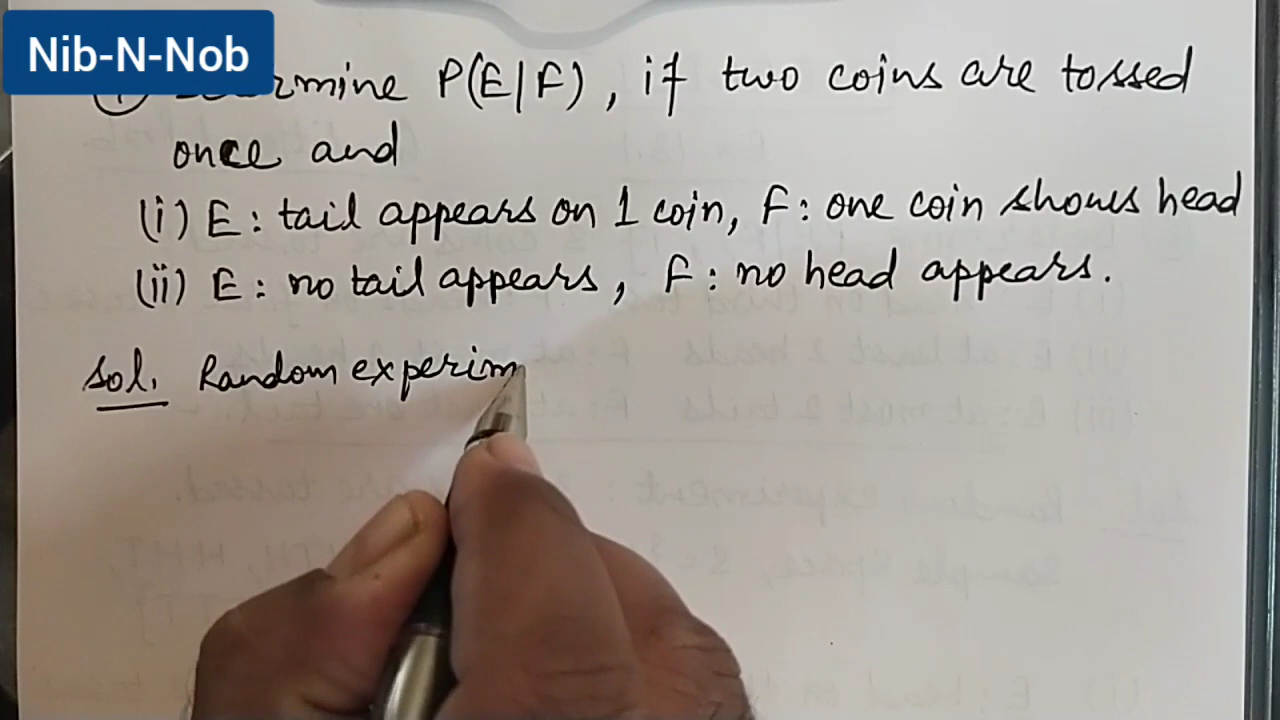 Nib-N-Nob
P(E/F), if two coins are tossed
once and
(i) E: tail appears on 1 coin, F: one coin shows head
(ii) E: no tail appears, F: no head appears.
Sol. Random experim